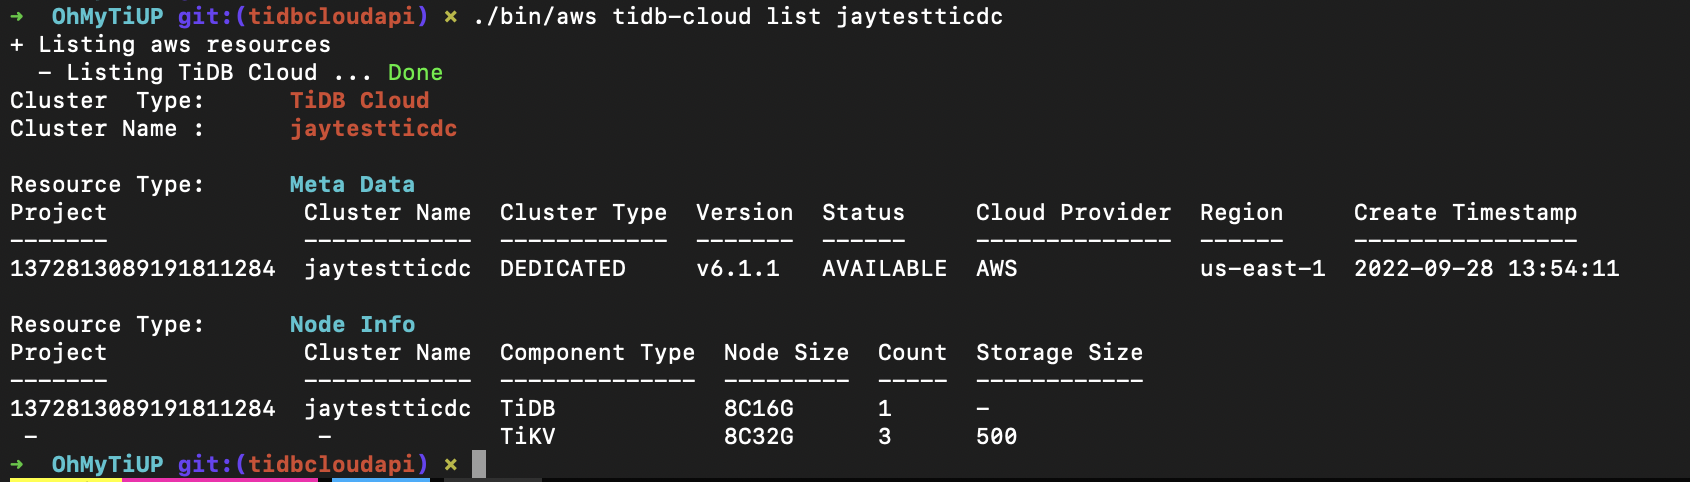 ➜  OhMyTiUP git:(tidbcloudapi) × ./bin/aws tidb-cloud list jaytestticdc
+ Listing aws resources
  - Listing TiDB Cloud ... Done
Cluster  Type:      TiDB Cloud
Cluster Name :      jaytestticdc

Resource Type:      Meta Data
Project              Cluster Name  Cluster Type  Version  Status     Cloud Provider  Region     Create Timestamp
-------              ------------  ------------  -------  ------     --------------  ------     ----------------
1372813089191811284  jaytestticdc  DEDICATED     v6.1.1   AVAILABLE  AWS             us-east-1  2022-09-28 13:54:11

Resource Type:      Node Info
Project              Cluster Name  Component Type  Node Size  Count  Storage Size
-------              ------------  --------------  ---------  -----  ------------
1372813089191811284  jaytestticdc  TiDB            8C16G      1      -
 -                    -            TiKV            8C32G      3      500
➜  OhMyTiUP git:(tidbcloudapi) ×